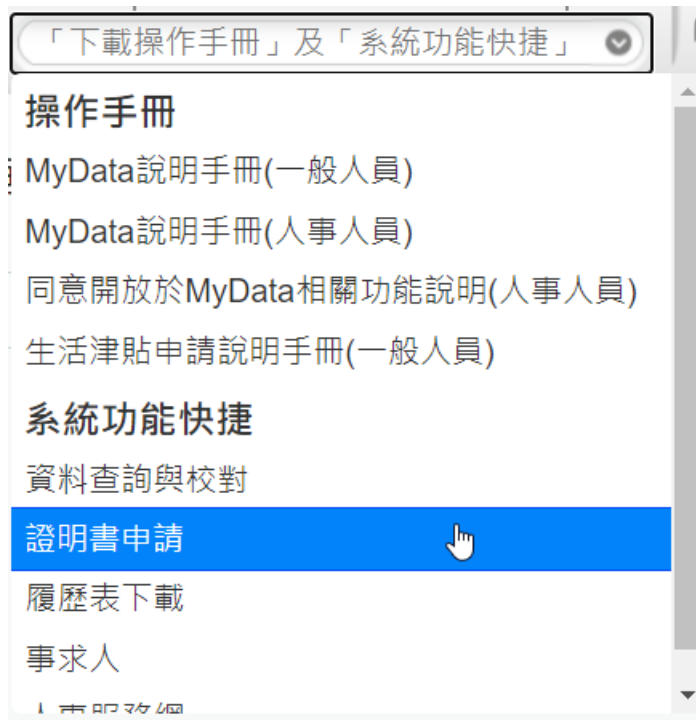 「下載操作手冊」及「系統功能快捷」
操作手冊
MyData說明手冊(一般人員)
MyData說明手冊(人事人員)
同意開放於MyData相關功能說明(人事人員)
生活津貼申請說明手冊(一般人員)
系統功能快捷
資料查詢與校對
證明書申請
履歷表下載
事求人